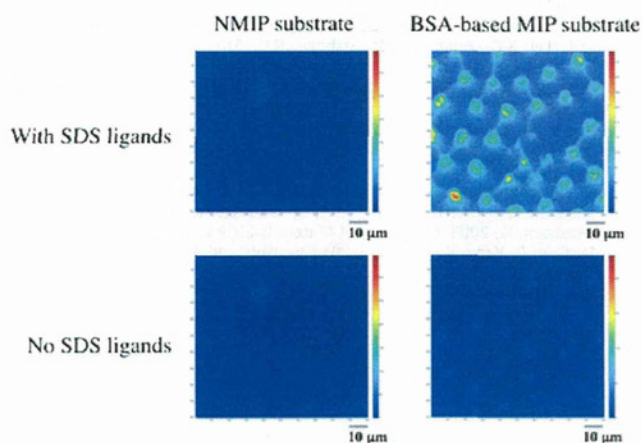 NMIP substrate
BSA-based MIP substrate
With SDS ligands
10 μm
10 μm
No SDS ligands
10 μm
10 μm